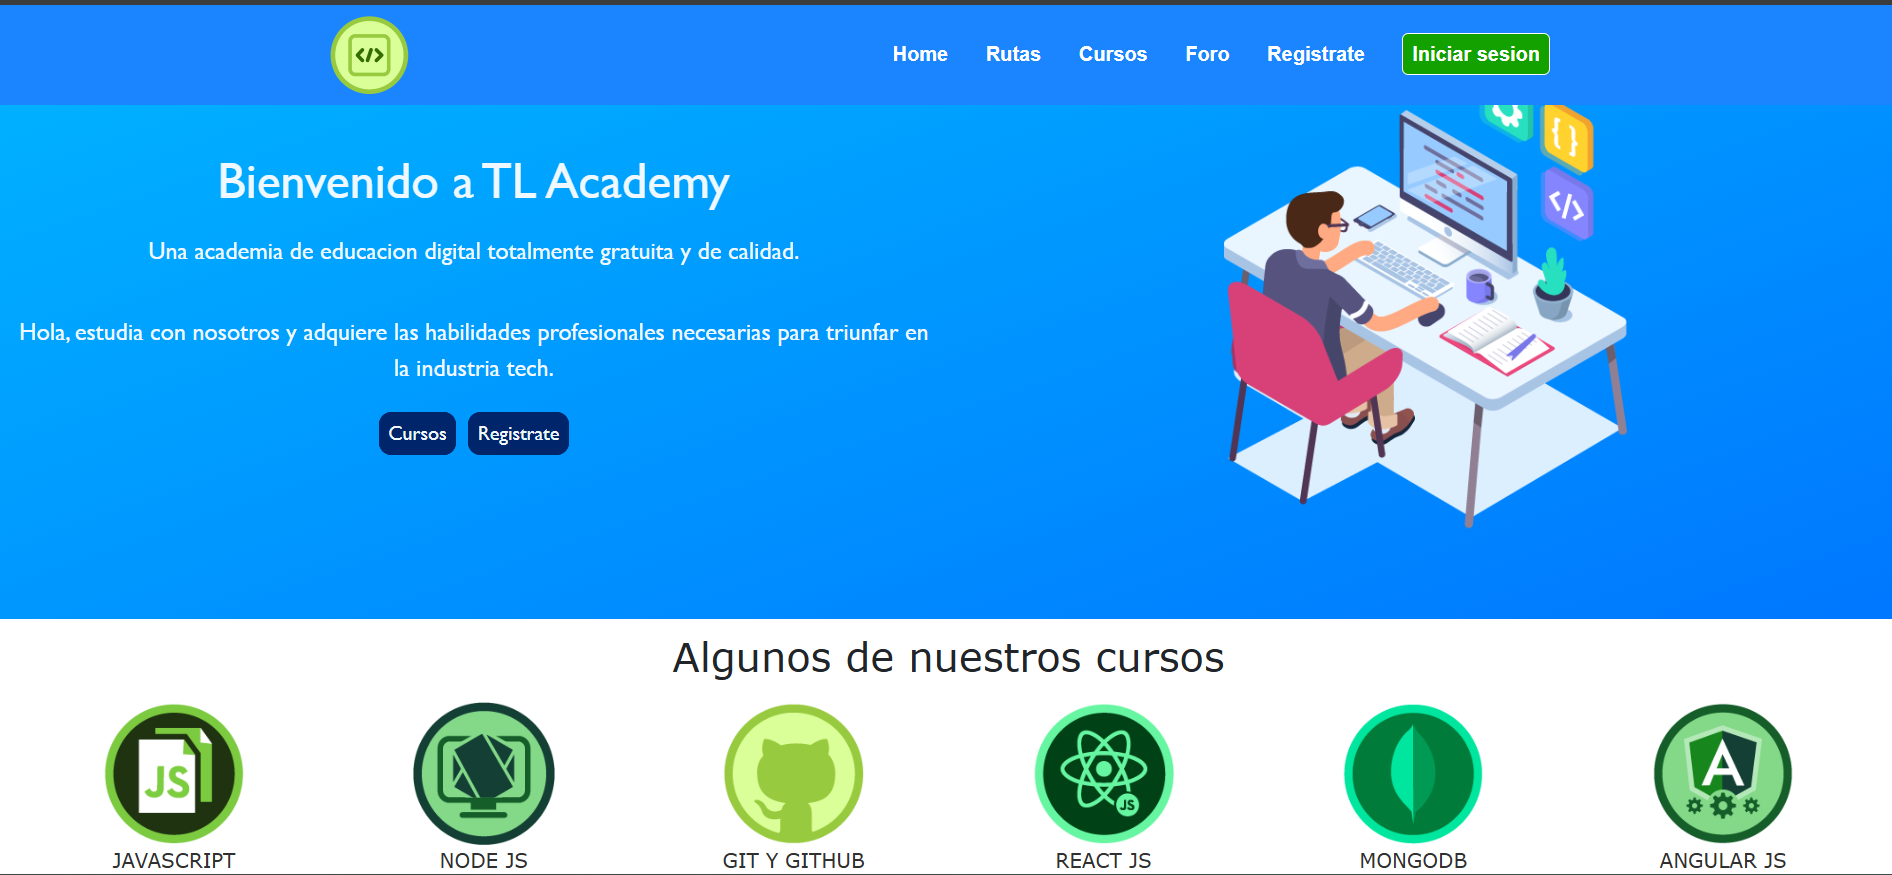 </>
Home Rutas Cursos Foro Registrate Iniciar sesion
{}
</>
Bienvenido a TL Academy
Una academia de educacion digital totalmente gratuita y de calidad.
Hola, estudia con nosotros y adquiere las habilidades profesionales necesarias para triunfar en
la industria tech.
Cursos Registrate
Algunos de nuestros cursos
JS
JS
A
JAVASCRIPT NODE JS GIT Y GITHUB REACT JS MONGODB ANGULAR JS